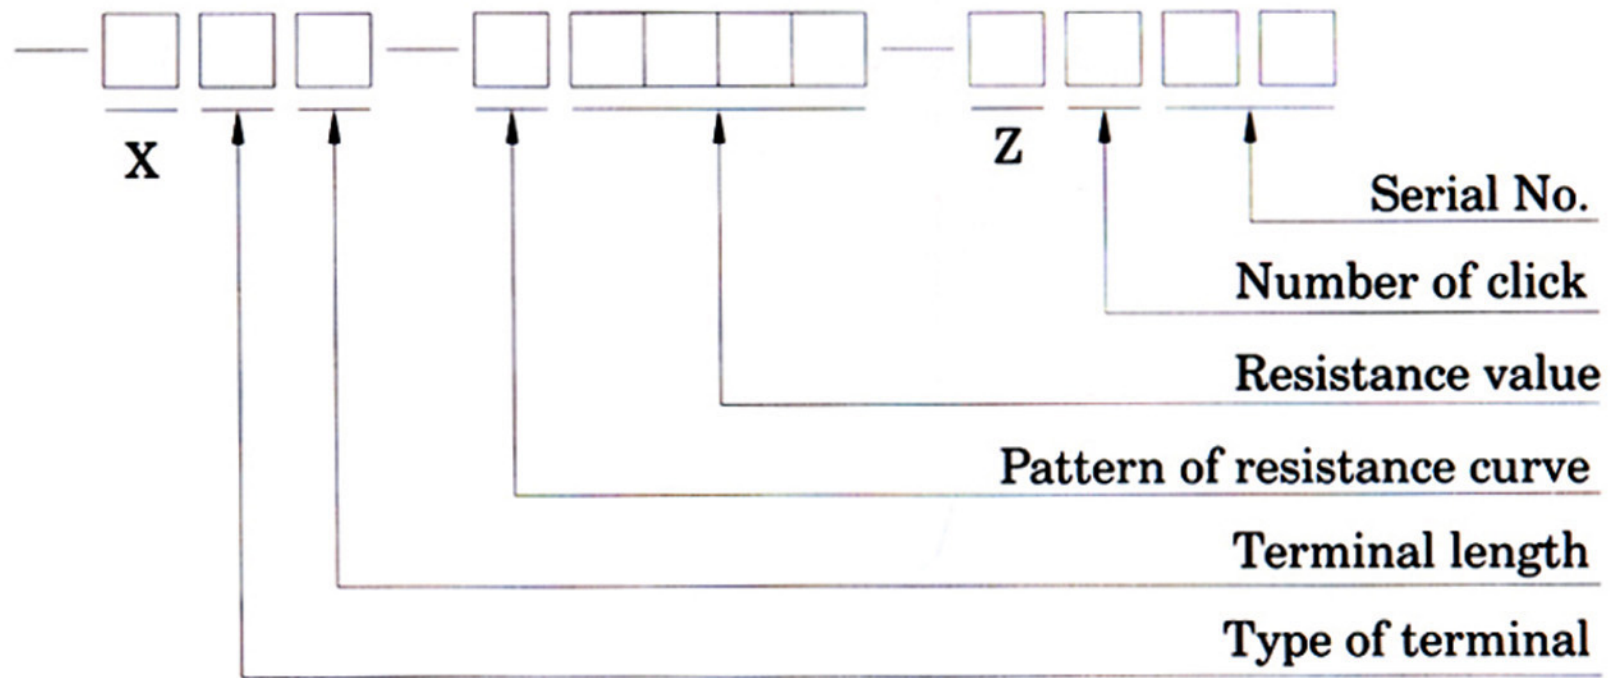 X Z
Serial No.
Number of click
Resistance value
Pattern of resistance curve
Terminal length
Type of terminal